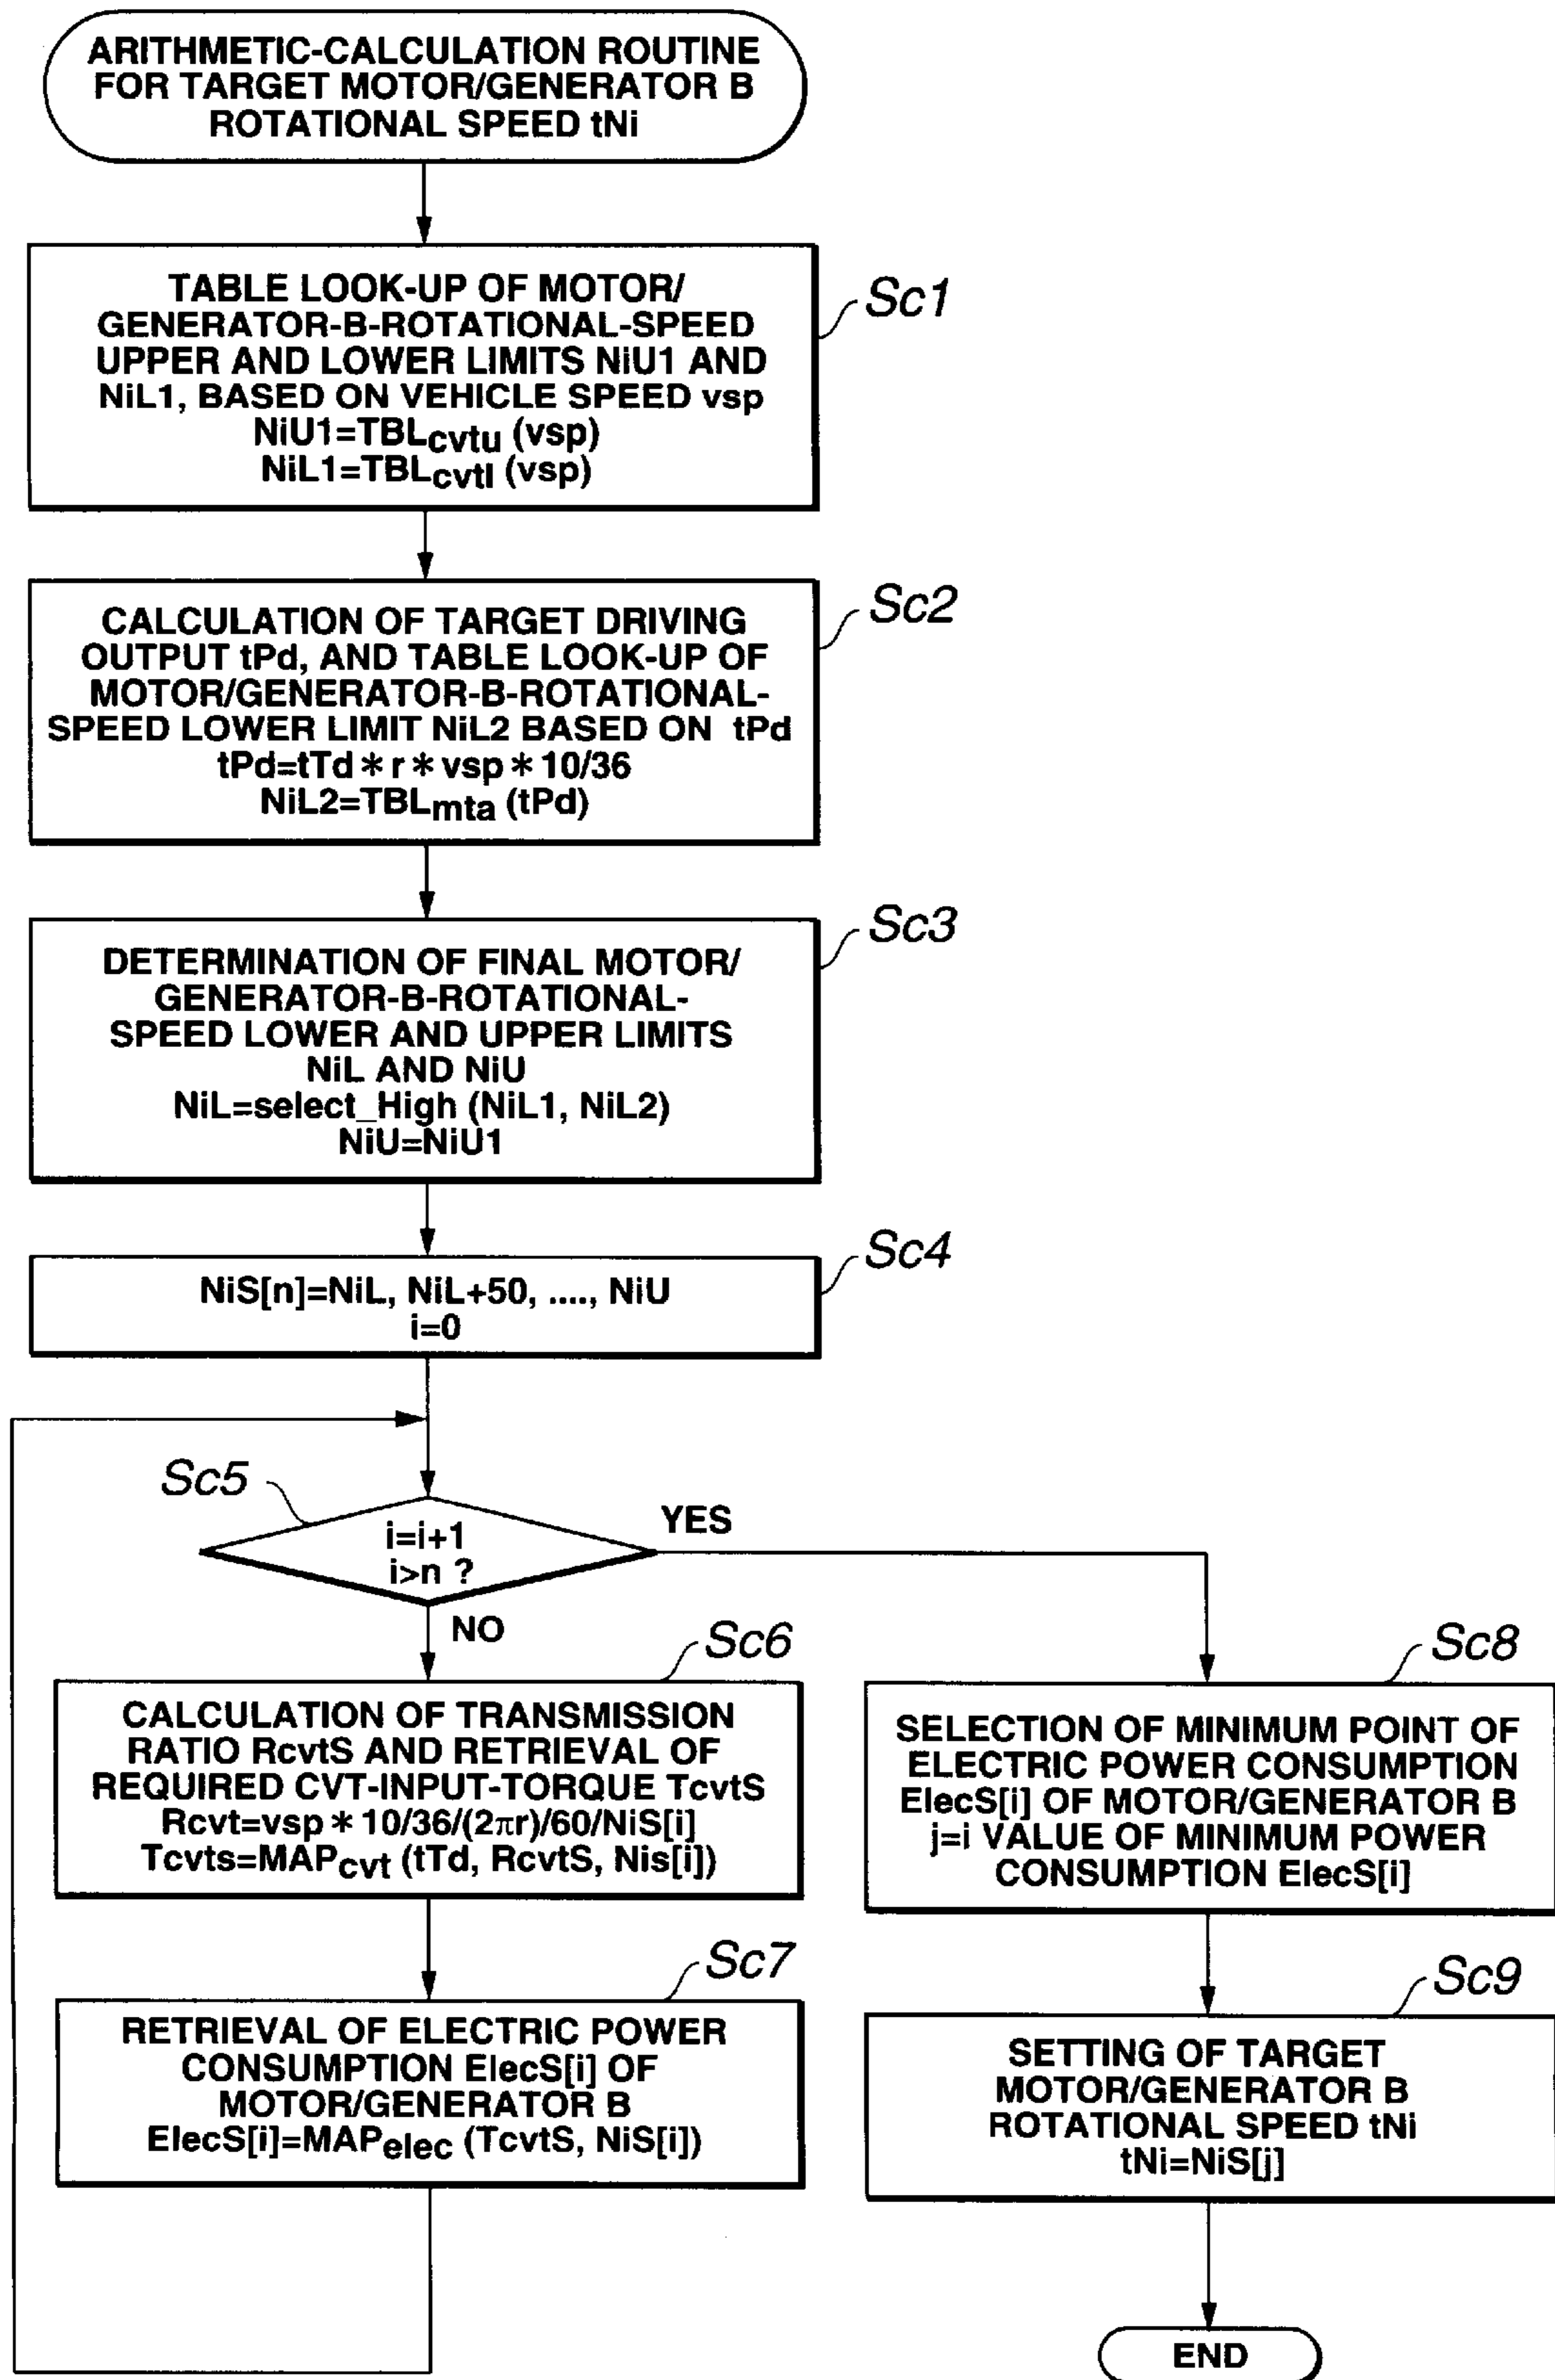 ARITHMETIC-CALCULATION ROUTINE
FOR TARGET MOTOR/GENERATOR B
ROTATIONAL SPEED tNi
Sc1
TABLE LOOK-UP OF MOTOR/
GENERATOR-B-ROTATIONAL-SPEED
UPPER AND LOWER LIMITS NiU1 AND
NiL1, BASED ON VEHICLE SPEED vsp
NiU1=TBLcvtu (vsp)
NiL1=TBLcvtl (vsp)
Sc2
CALCULATION OF TARGET DRIVING
OUTPUT tPd, AND TABLE LOOK-UP OF
MOTOR/GENERATOR-B-ROTATIONAL-
SPEED LOWER LIMIT NiL2 BASED ON tPd
tPd=tTd * r * vsp * 10/36
NiL2=TBLmta (tPd)
Sc3
DETERMINATION OF FINAL MOTOR/
GENERATOR-B-ROTATIONAL-
SPEED LOWER AND UPPER LIMITS
NiL AND NiU
NiL=select_High (NiL1, NiL2)
NiU=NiU1
Sc4
NiS[n]=NiL, NiL+50, ...., NiU
i=0
Sc5
i=i+1
i>n ?
YES
NO
Sc6
CALCULATION OF TRANSMISSION
RATIO RcvtS AND RETRIEVAL OF
REQUIRED CVT-INPUT-TORQUE TcvtS
Rcvt=vsp * 10/36/(2πr)/60/NiS[i]
Tcvts=MAPcvt (tTd, RcvtS, Nis[i])
Sc7
RETRIEVAL OF ELECTRIC POWER
CONSUMPTION ElecS[i] OF
MOTOR/GENERATOR B
ElecS[i]=MAPelec (TcvtS, NiS[i])
Sc8
SELECTION OF MINIMUM POINT OF
ELECTRIC POWER CONSUMPTION
ElecS[i] OF MOTOR/GENERATOR B
j=i VALUE OF MINIMUM POWER
CONSUMPTION ElecS[i]
Sc9
SETTING OF TARGET
MOTOR/GENERATOR B
ROTATIONAL SPEED tNi
tNi=NiS[j]
END